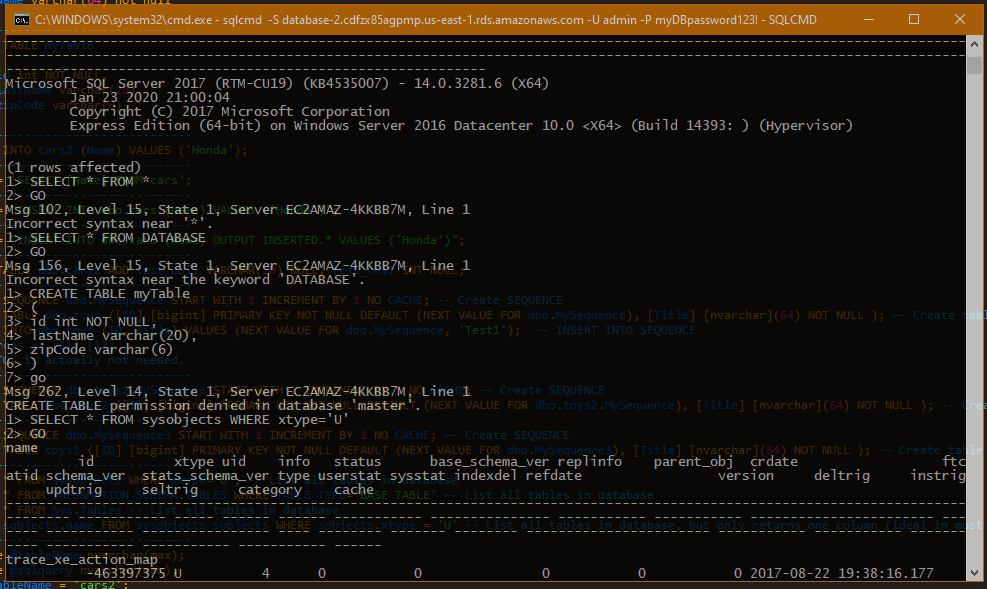 C:\WINDOWS\system32\cmd.exe - sqlcmd -S database-2.cdfzx85agpmp.us-east-1.rds.amazonaws.com -U admin -P myDBpassword123! - SQLCMD
Microsoft SQL Server 2017 (RTM-CU19) (KB4535007) - 14.0.3281.6 (X64)
Jan 23 2020 21:00:04
Copyright (C) 2017 Microsoft Corporation
Express Edition (64-bit) on Windows Server 2016 Datacenter 10.0 <X64> (Build 14393: ) (Hypervisor)
INTO cars2 (Name) VALUES ('Honda');
(1 rows affected)
1> SELECT * FROM *
2> GO
Msg 102, Level 15, State 1, Server EC2AMAZ-4KKBB7M, Line 1
Incorrect syntax near '*'.
1> SELECT * FROM DATABASE
2> GO
Msg 156, Level 15, State 1, Server EC2AMAZ-4KKBB7M, Line 1
Incorrect syntax near the keyword 'DATABASE'.
1> CREATE TABLE myTable
2> (
3> id int NOT NULL,
4> lastName varchar(20),
5> zipCode varchar(6)
6> )
7> go
Msg 262, Level 14, State 1, Server EC2AMAZ-4KKBB7M, Line 1
CREATE TABLE permission denied in database 'master'.
1> SELECT * FROM sysobjects WHERE xtype='U'
2> GO
name
id xtype uid info status base_schema_ver replinfo parent_obj crdate ftc
atid schema_ver stats_schema_ver type userstat sysstat indexdel refdate version deltrig instrig
updtrig seltrig category cache
trace_xe_action_map
-463397375 U 4 0 0 0 0 0 2017-08-22 19:38:16.177
ableName = 'cars2';